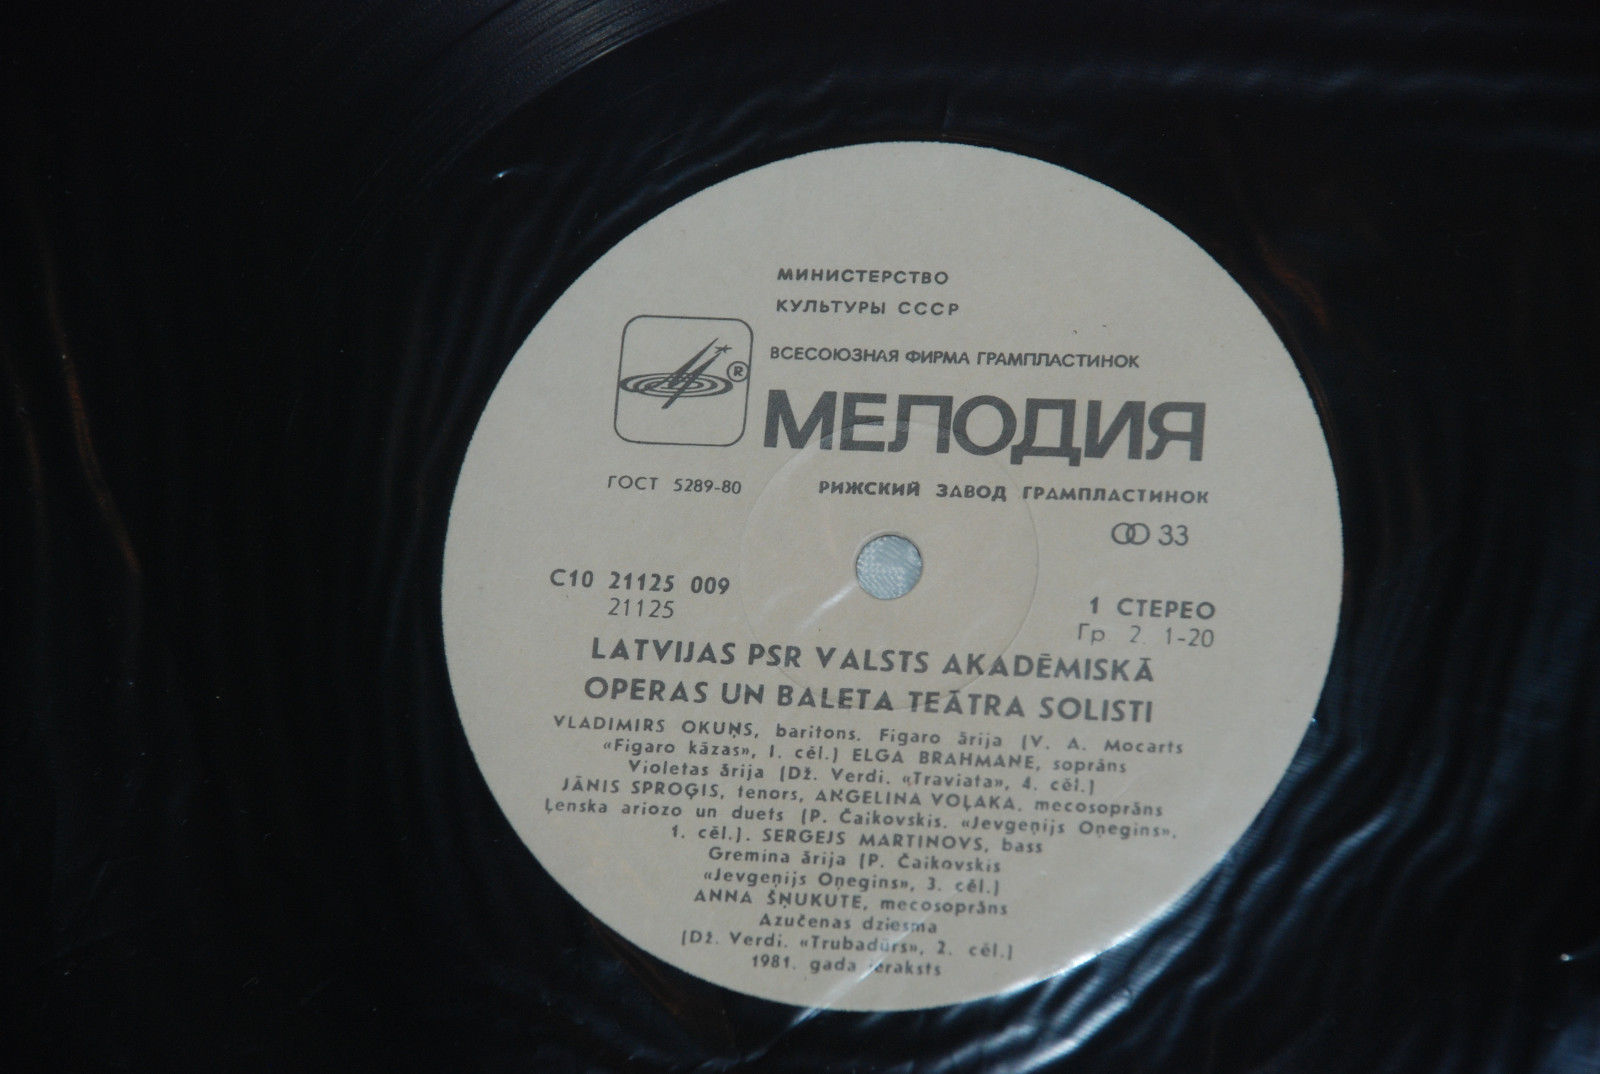 МИНИСТЕРСТВО
КУЛЬТУРЫ СССР
ВСЕСОЮЗНАЯ ФИРМА ГРАМПЛАСТИНОК
®
МЕЛОДИЯ
ГОСТ 5289-80 РИЖСКИЙ ЗАВОД ГРАМПЛАСТИНОК
33
С10 21125 009
21125
1 СТЕРЕО
Гр. 2. 1-20
LATVIJAS PSR VALSTS AKADĒMISKĀ
OPERAS UN BALETA TEĀTRA SOLISTI
VLADIMIRS OKUŅS, baritons. Figaro ārija (V. A. Mocarts
«Figaro kāzas», 1. cēl.) ELGA BRAHMANE, soprāns
Violetas ārija (Dž. Verdi. «Traviata», 4. cēl.)
JĀNIS SPROĢIS, tenors, AŅGELINA VOĻAKA, mecosoprāns
Ļenska ariozo un duets (P. Čaikovskis. «Jevgeņijs Oņegins»,
1. cēl.). SERGEJS MARTINOVS, bass
Gremina ārija (P. Čaikovskis
«Jevgeņijs Oņegins», 3. cēl.)
ANNA ŠŅUKUTE, mecosoprāns
Azučenas dziesma
(Dž. Verdi. «Trubadūrs», 2. cēl.)
1981. gada ieraksts